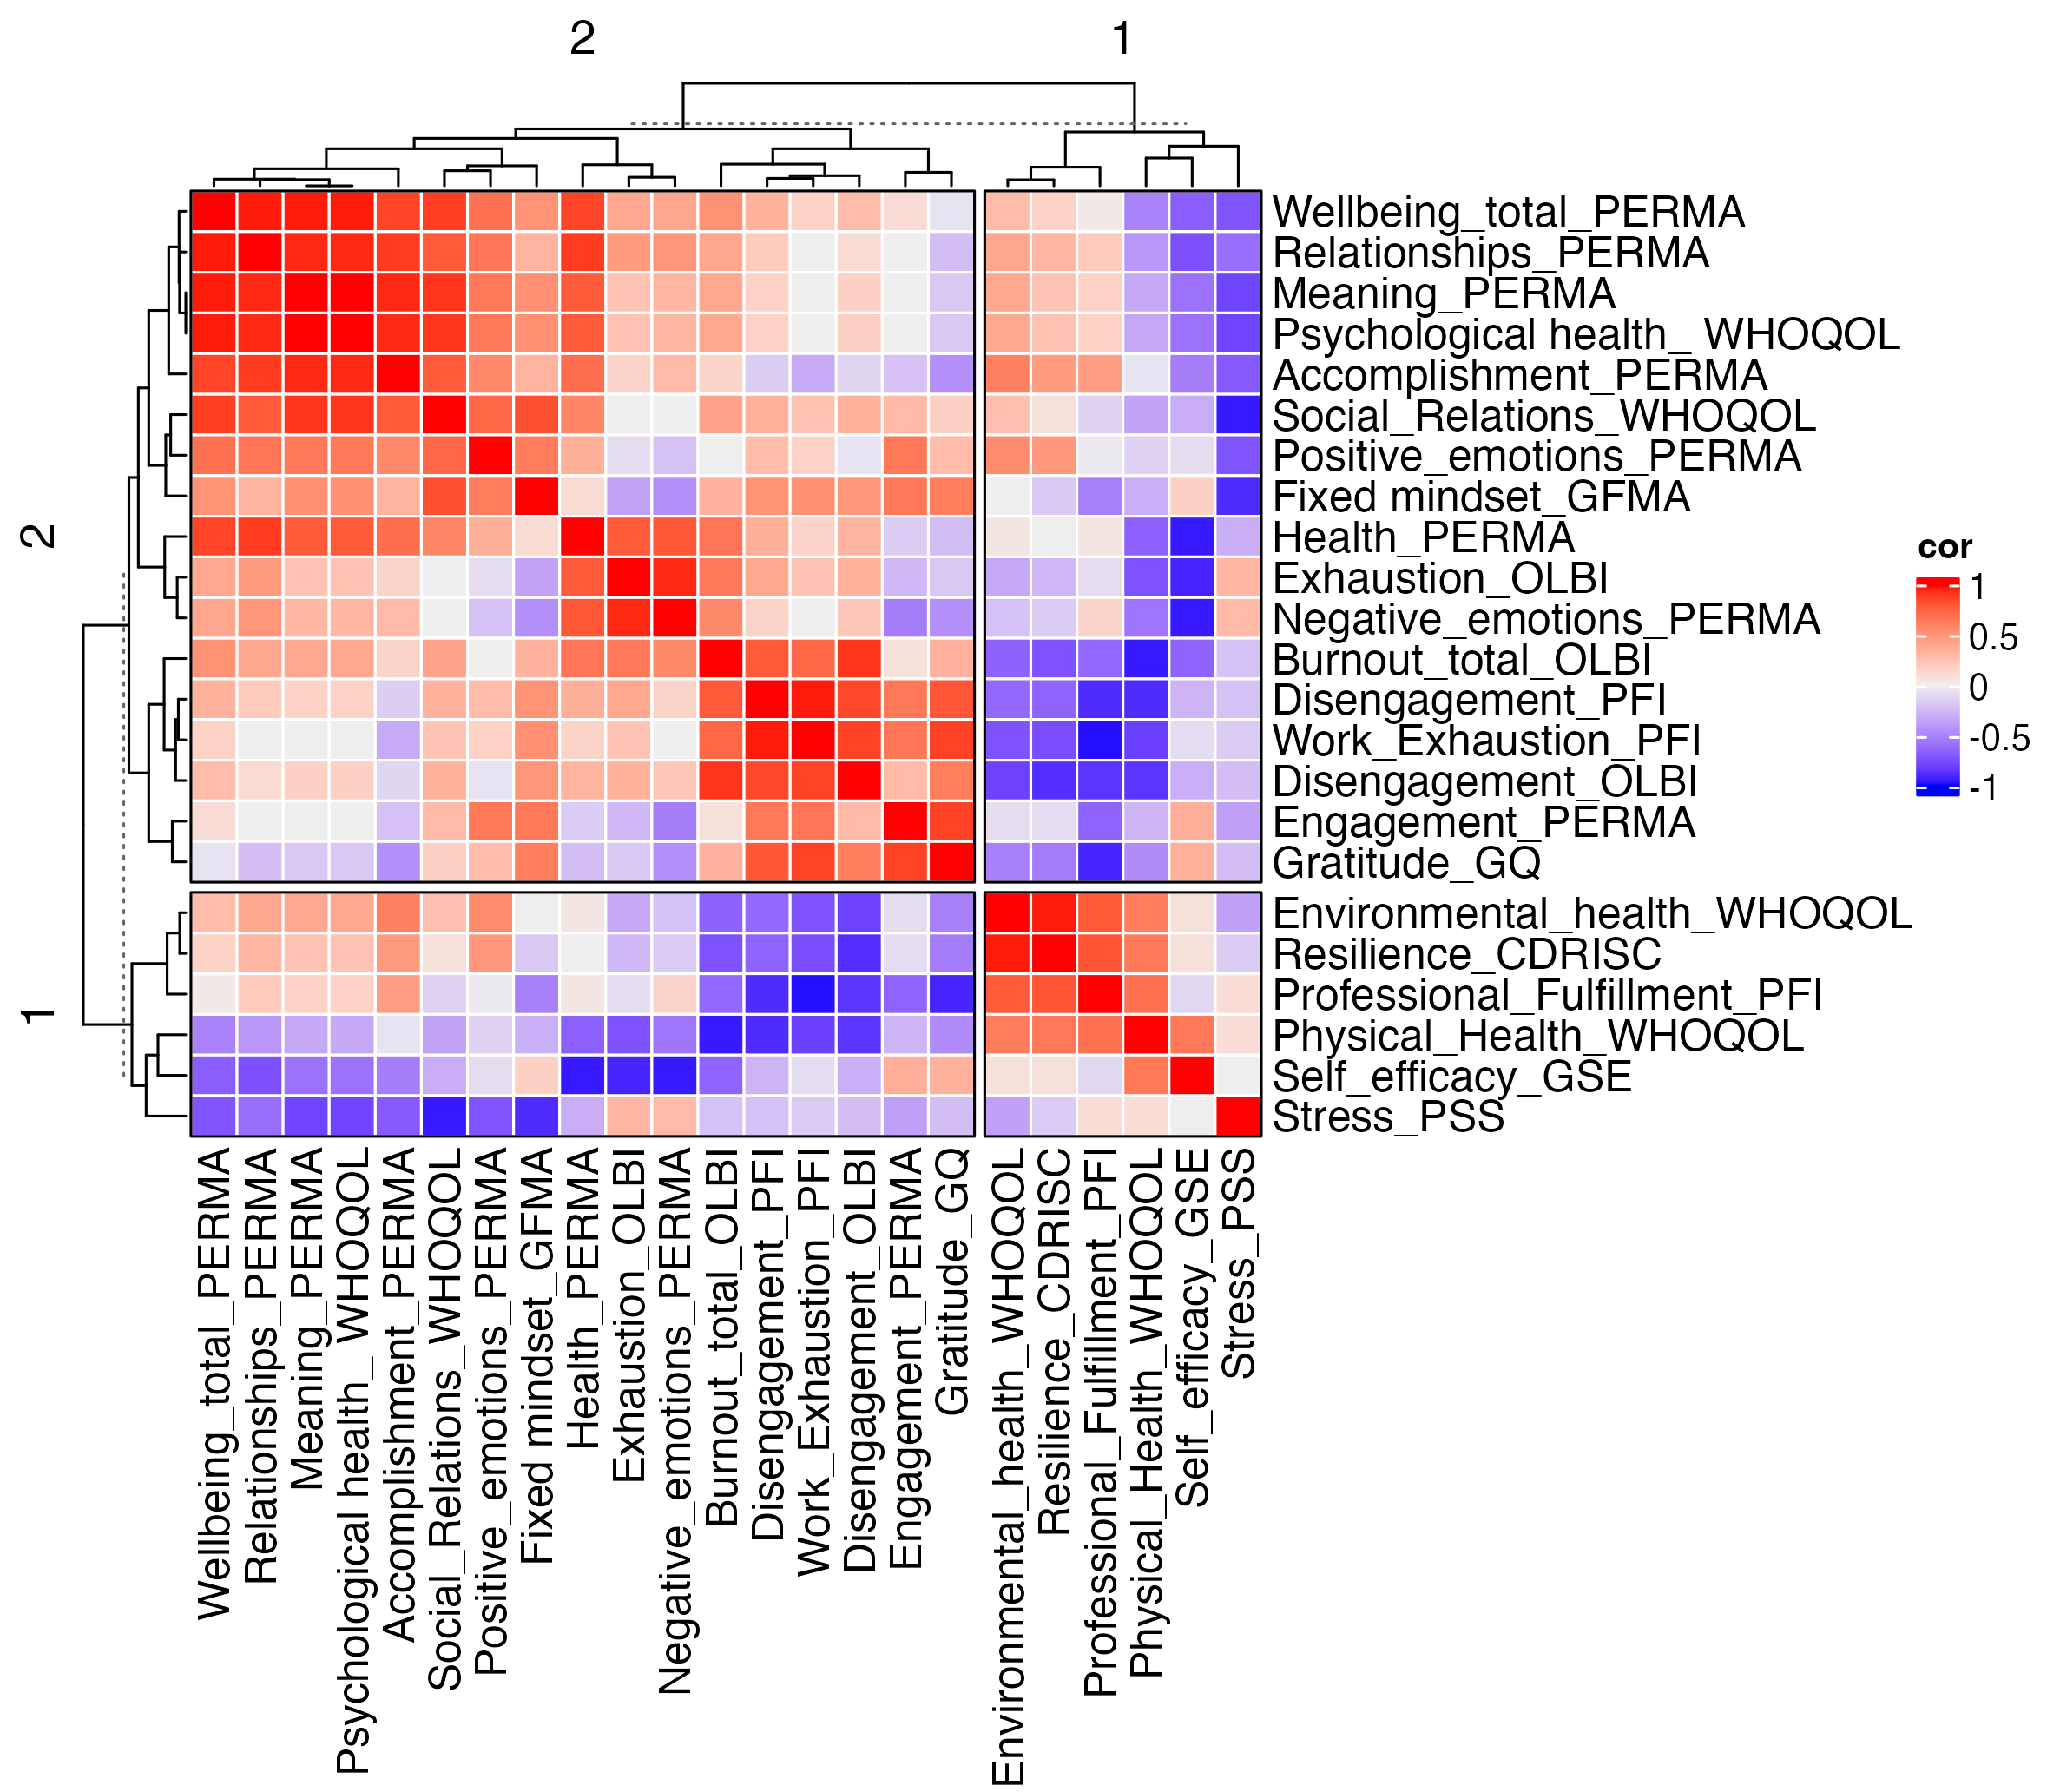 2
1
Wellbeing_total_PERMA
Relationships_PERMA
Meaning_PERMA
Psychological health_ WHOQOL
Accomplishment_PERMA
Social_Relations_WHOQOL
Positive_emotions_PERMA
Fixed mindset_GFMA
Health_PERMA
Exhaustion_OLBI
Negative_emotions_PERMA
Burnout_total_OLBI
Disengagement_PFI
Work_Exhaustion_PFI
Disengagement_OLBI
Engagement_PERMA
Gratitude_GQ
Environmental_health_WHOQOL
Resilience_CDRISC
Professional_Fulfillment_PFI
Physical_Health_WHOQOL
Self_efficacy_GSE
Stress_PSS
2
1
cor
1
0.5
0
-0.5
-1
Wellbeing_total_PERMA
Relationships_PERMA
Meaning_PERMA
Psychological health_ WHOQOL
Accomplishment_PERMA
Social_Relations_WHOQOL
Positive_emotions_PERMA
Fixed mindset_GFMA
Health_PERMA
Exhaustion_OLBI
Negative_emotions_PERMA
Burnout_total_OLBI
Disengagement_PFI
Work_Exhaustion_PFI
Disengagement_OLBI
Engagement_PERMA
Gratitude_GQ
Environmental_health_WHOQOL
Resilience_CDRISC
Professional_Fulfillment_PFI
Physical_Health_WHOQOL
Self_efficacy_GSE
Stress_PSS